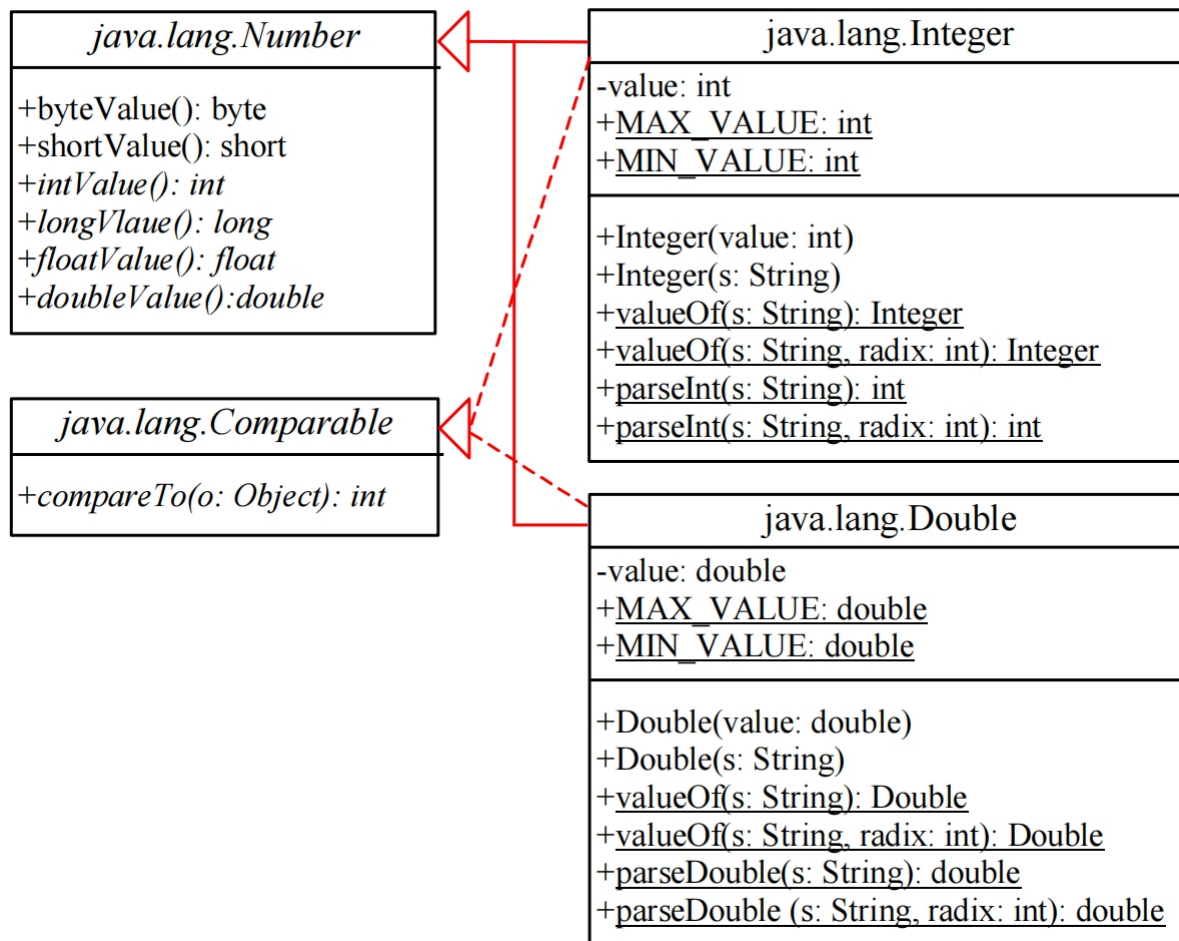 java.lang.Number
+byteValue(): byte
+shortValue(): short
+intValue(): int
+longVlaue(): long
+floatValue(): float
+doubleValue():double
java.lang.Comparable
+compareTo(o: Object): int
java.lang.Integer
-value: int
+MAX_VALUE: int
+MIN_VALUE: int
+Integer(value: int)
+Integer(s: String)
+valueOf(s: String): Integer
+valueOf(s: String, radix: int): Integer
+parseInt(s: String): int
+parseInt(s: String, radix: int): int
java.lang.Double
-value: double
+MAX_VALUE: double
+MIN_VALUE: double
+Double(value: double)
+Double(s: String)
+valueOf(s: String): Double
+valueOf(s: String, radix: int): Double
+parseDouble(s: String): double
+parseDouble (s: String, radix: int): double